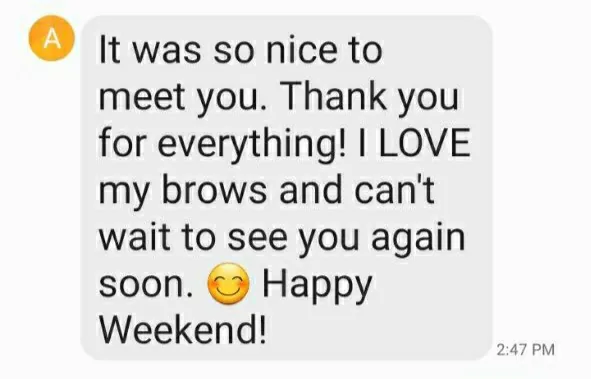 A
It was so nice to
meet you. Thank you
for everything! I LOVE
my brows and can't
wait to see you again
soon. 😊 Happy
Weekend!
2:47 PM